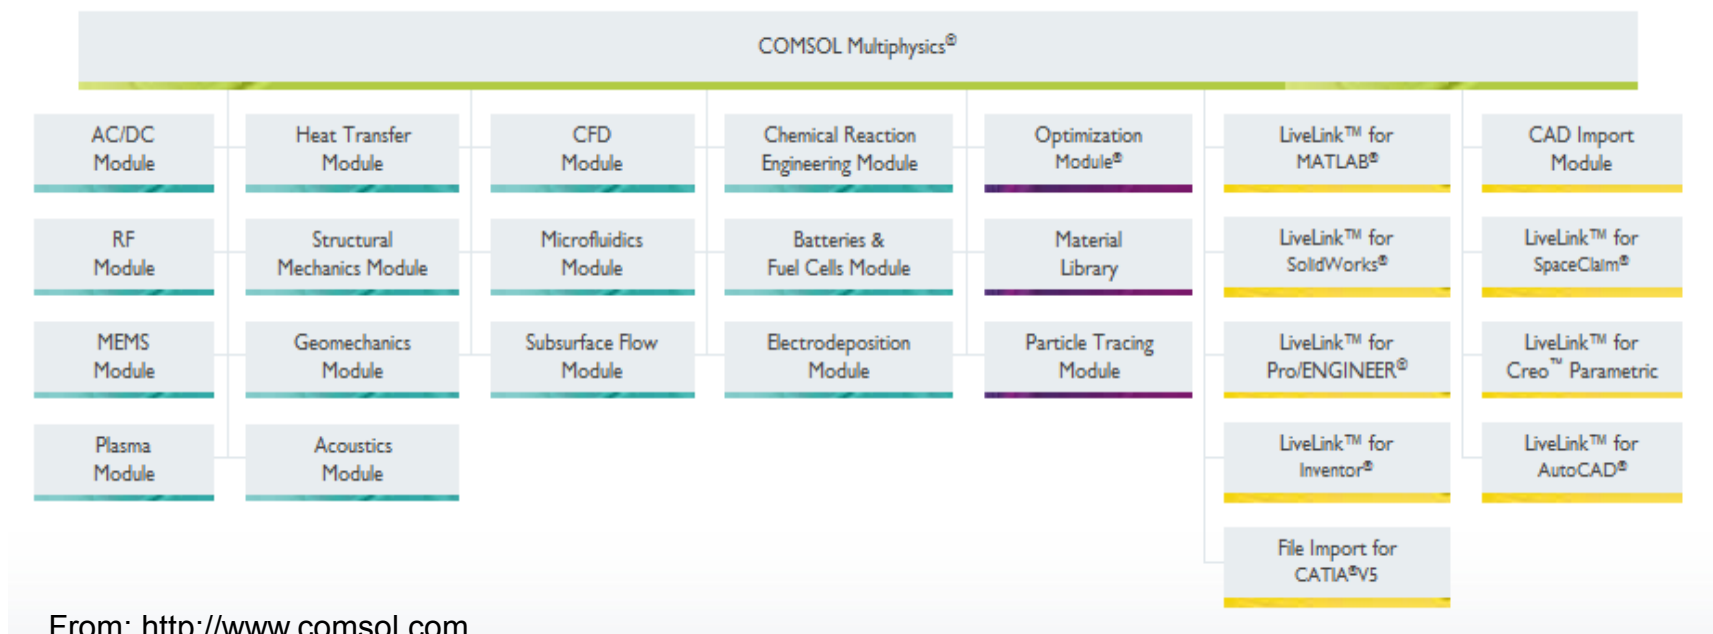 COMSOL Multiphysics®
AC/DC
Module
Heat Transfer
Module
CFD
Module
Chemical Reaction
Engineering Module
Optimization
Module®
LiveLink™ for
MATLAB®
CAD Import
Module
RF
Module
Structural
Mechanics Module
Microfluidics
Module
Batteries &
Fuel Cells Module
Material
Library
LiveLink™ for
SolidWorks®
LiveLink™ for
SpaceClaim®
MEMS
Module
Geomechanics
Module
Subsurface Flow
Module
Electrodeposition
Module
Particle Tracing
Module
LiveLink™ for
Pro/ENGINEER®
LiveLink™ for
Creo™ Parametric
Plasma
Module
Acoustics
Module
LiveLink™ for
Inventor®
LiveLink™ for
AutoCAD®
File Import for
CATIA®V5
From: http://www.comsol.com